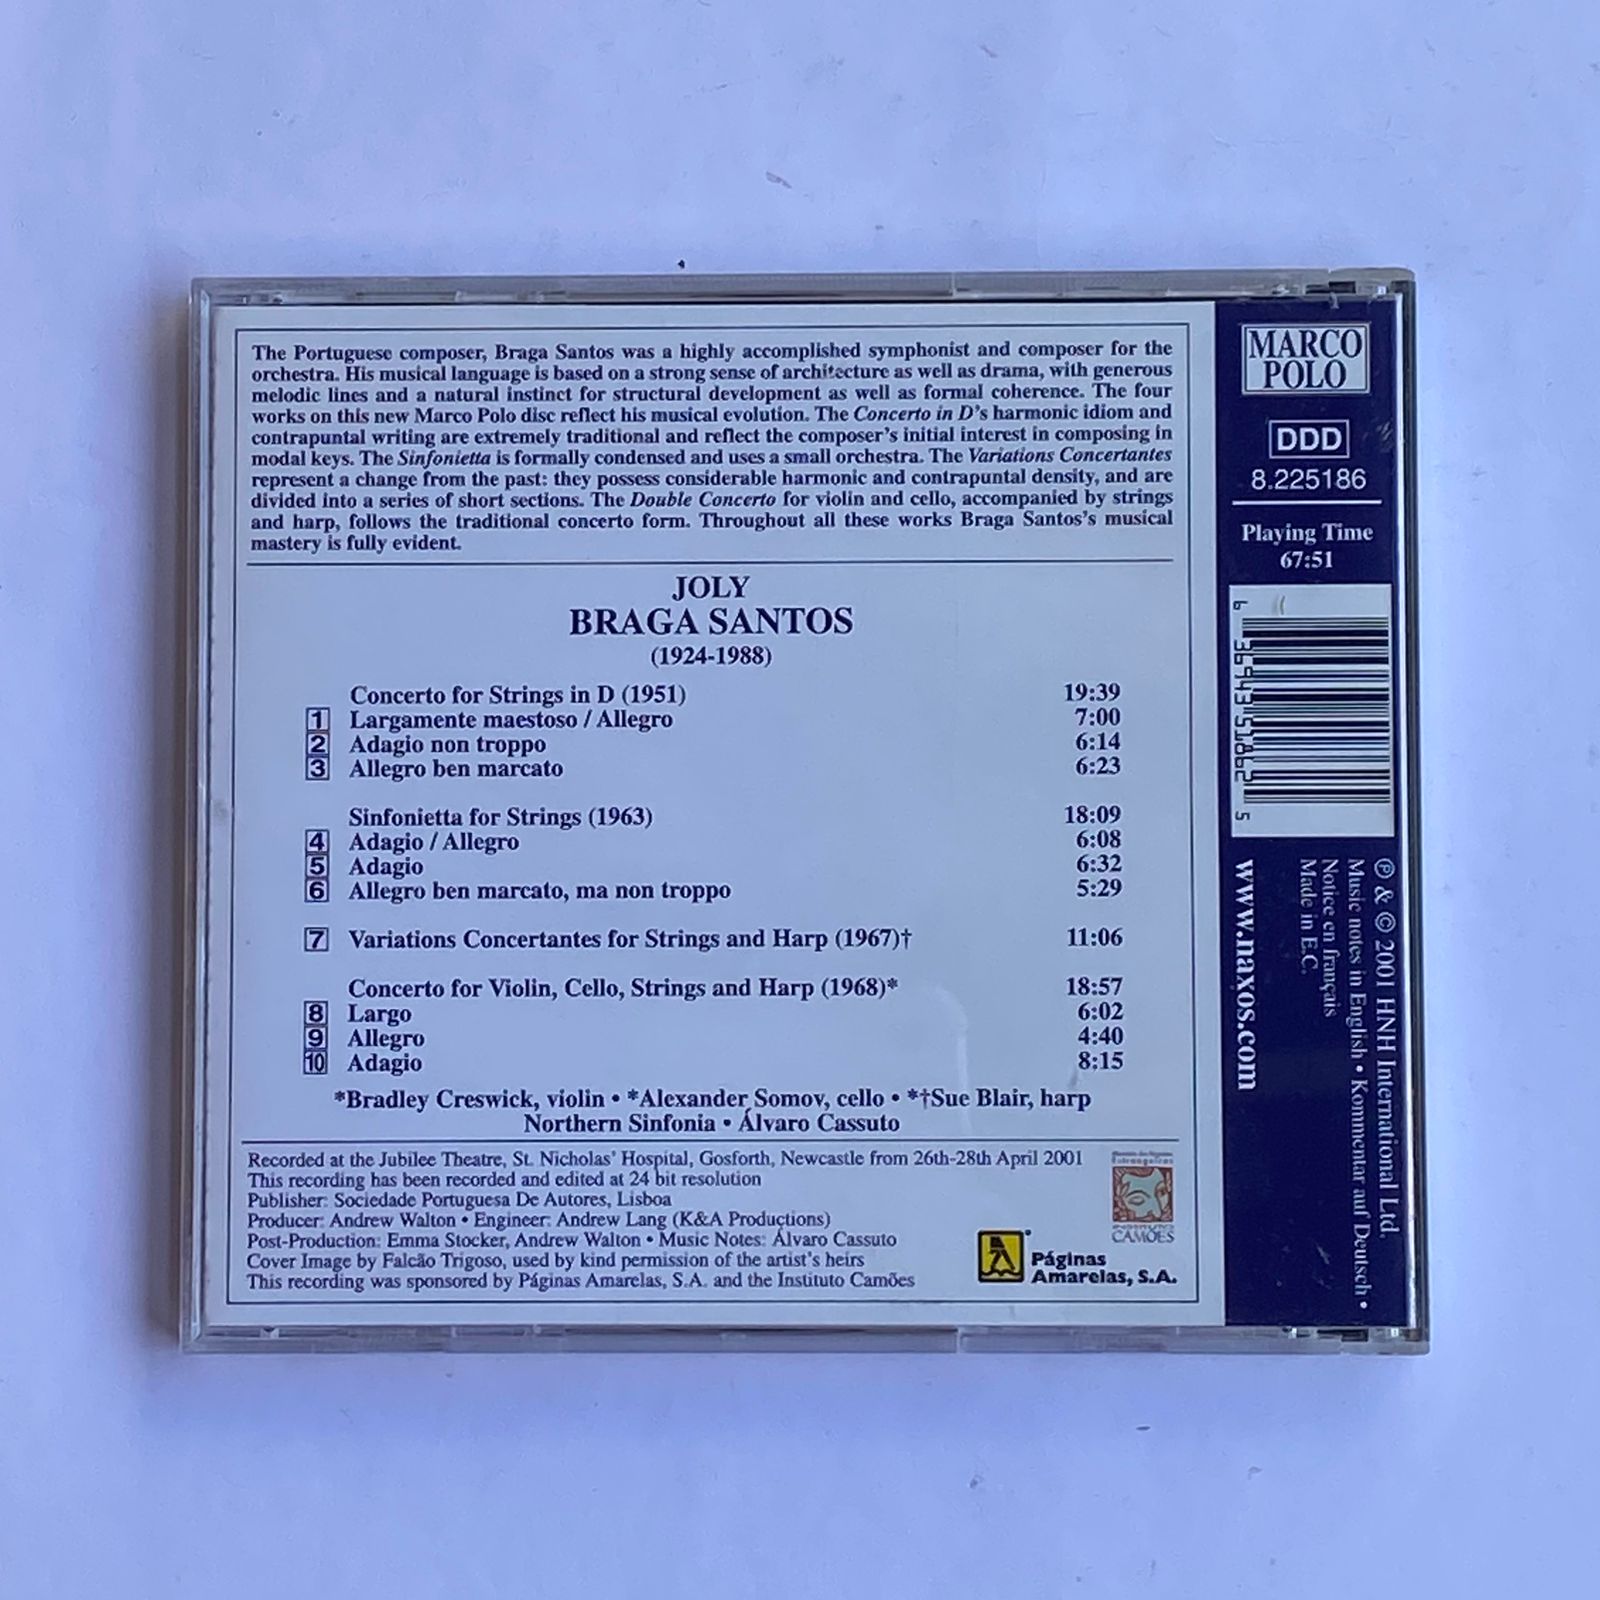 The Portuguese composer, Braga Santos was a highly accomplished symphonist and composer for the
orchestra. His musical language is based on a strong sense of architecture as well as drama, with generous
melodic lines and a natural instinct for structural development as well as formal coherence. The four
works on this new Marco Polo disc reflect his musical evolution. The Concerto in D's harmonic idiom and
contrapuntal writing are extremely traditional and reflect the composer's initial interest in composing in
modal keys. The Sinfonietta is formally condensed and uses a small orchestra. The Variations Concertantes
represent a change from the past: they possess considerable harmonic and contrapuntal density, and are
divided into a series of short sections. The Double Concerto for violin and cello, accompanied by strings
and harp, follows the traditional concerto form. Throughout all these works Braga Santos's musical
mastery is fully evident.
JOLY
BRAGA SANTOS
(1924-1988)
Concerto for Strings in D (1951) 19:39
1 Largamente maestoso / Allegro 7:00
2 Adagio non troppo 6:14
3 Allegro ben marcato 6:23
Sinfonietta for Strings (1963) 18:09
4 Adagio / Allegro 6:08
5 Adagio 6:32
6 Allegro ben marcato, ma non troppo 5:29
7 Variations Concertantes for Strings and Harp (1967)† 11:06
Concerto for Violin, Cello, Strings and Harp (1968)* 18:57
8 Largo 6:02
9 Allegro 4:40
10 Adagio 8:15
*Bradley Creswick, violin • *Alexander Somov, cello • *†Sue Blair, harp
Northern Sinfonia • Álvaro Cassuto
Recorded at the Jubilee Theatre, St. Nicholas' Hospital, Gosforth, Newcastle from 26th-28th April 2001
This recording has been recorded and edited at 24 bit resolution
Publisher: Sociedade Portuguesa De Autores, Lisboa
Producer: Andrew Walton • Engineer: Andrew Lang (K&A Productions)
Post-Production: Emma Stocker, Andrew Walton • Music Notes: Álvaro Cassuto
Cover Image by Falcão Trigoso, used by kind permission of the artist's heirs
This recording was sponsored by Páginas Amarelas, S.A. and the Instituto Camões
INSTITUTO
CAMÕES
Páginas
Amarelas, S.A.
MARCO
POLO
DDD
8.225186
Playing Time
67:51
6 36943 51862 5
℗ & © 2001 HNH International Ltd.
Music notes in English • Kommentar auf Deutsch •
Notice en français
Made in E.C.
www.naxos.com